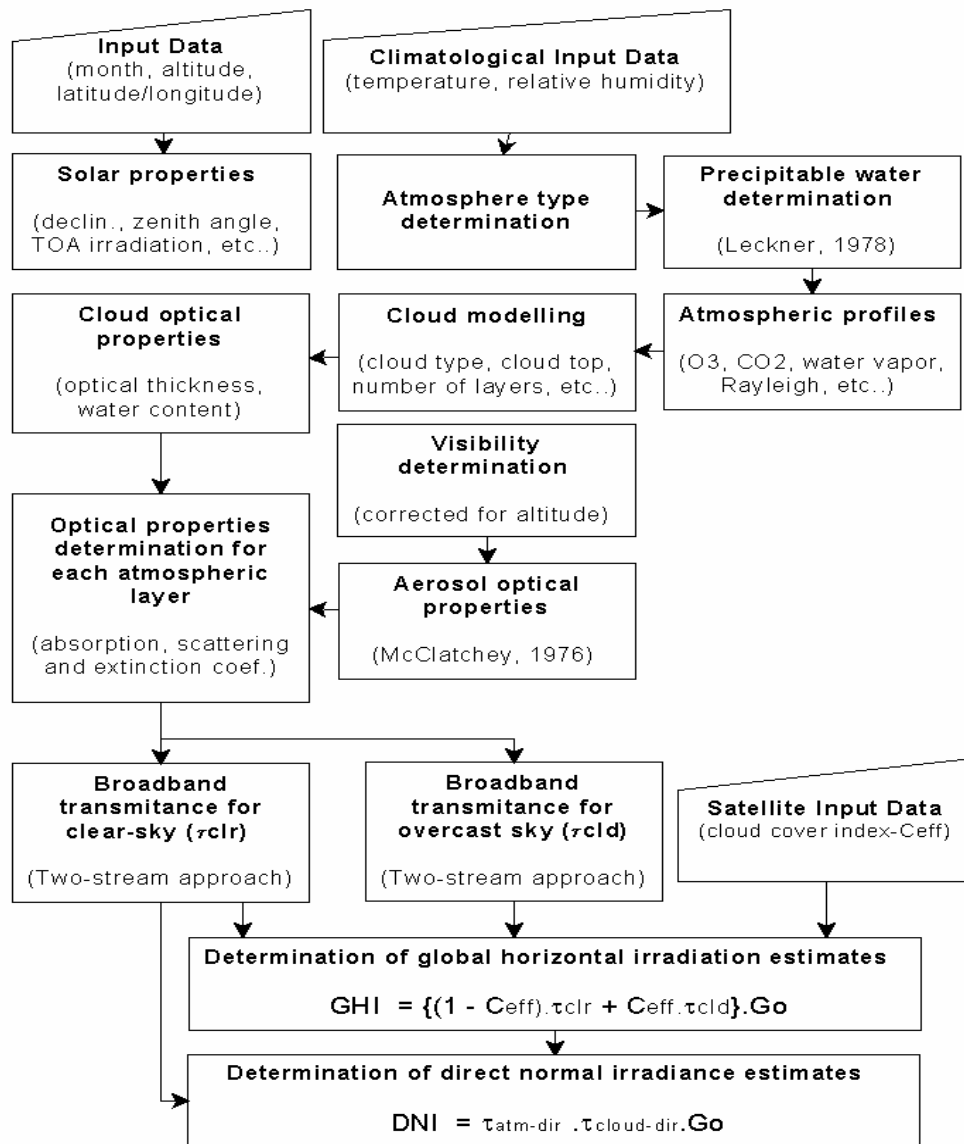 Input Data
(month, altitude,
latitude/longitude)
Climatological Input Data
(temperature, relative humidity)
Solar properties
(declin., zenith angle,
TOA irradiation, etc..)
Atmosphere type
determination
Precipitable water
determination
(Leckner, 1978)
Cloud optical
properties
(optical thickness,
water content)
Cloud modelling
(cloud type, cloud top,
number of layers, etc..)
Atmospheric profiles
(O3, CO2, water vapor,
Rayleigh, etc..)
Visibility
determination
(corrected for altitude)
Optical properties
determination for
each atmospheric
layer
(absorption, scattering
and extinction coef.)
Aerosol optical
properties
(McClatchey, 1976)
Broadband
transmitance for
clear-sky (τclr)
(Two-stream approach)
Broadband
transmitance for
overcast sky (τcld)
(Two-stream approach)
Satellite Input Data
(cloud cover index-Ceff)
Determination of global horizontal irradiation estimates
GHI = {(1 - Ceff).τclr + Ceff.τcld}.Go
Determination of direct normal irradiance estimates
DNI = τatm-dir .τcloud-dir.Go